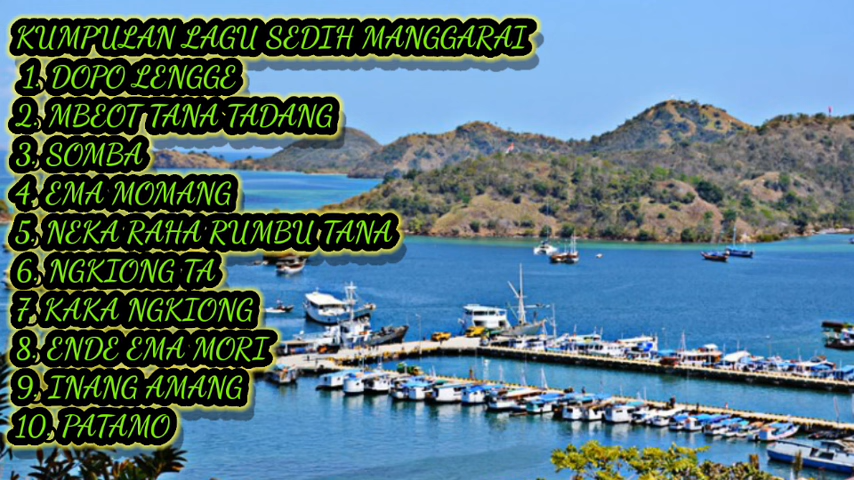 KUMPULAN LAGU SEDIH MANGGARAI
1. DOPO LENGGE
2. MBEOT TANA TADANG
3. SOMBA
4. EMA MOMANG
5. NEKA RAHA RUMBU TANA
6. NGKIONG TA
7. KAKA NGKIONG
8. ENDE EMA MORI
9. INANG AMANG
10. PATAMO